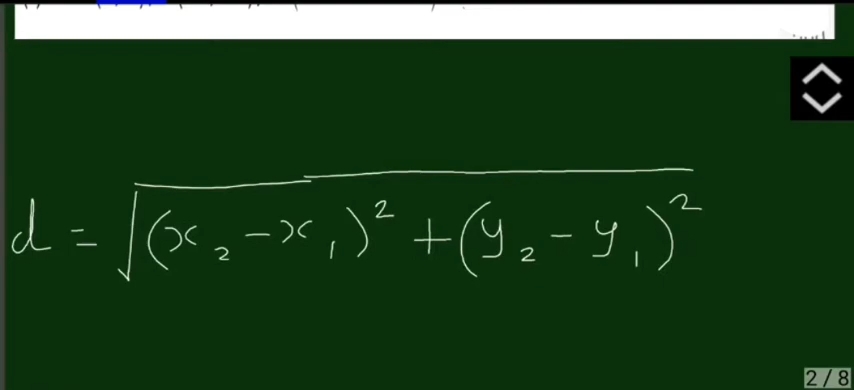 d = √(x₂ - x₁)² + (y₂ - y₁)²
2 / 8